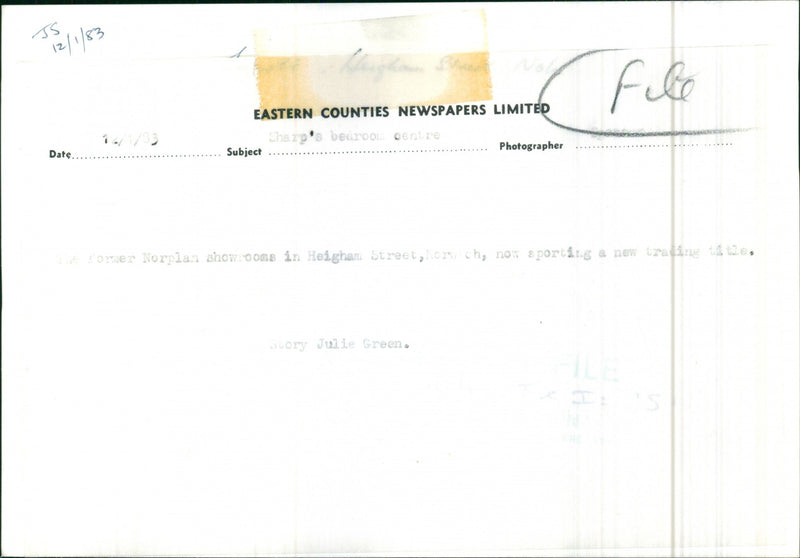 JS
12/1/83
Heigham Street
File
EASTERN COUNTIES NEWSPAPERS LIMITED
Date 12/1/83 Subject Sharp's bedroom centre Photographer
The Former Norplan showrooms in Heigham Street, Norwich, now sporting a new trading title.
Story Julie Green.
FILE